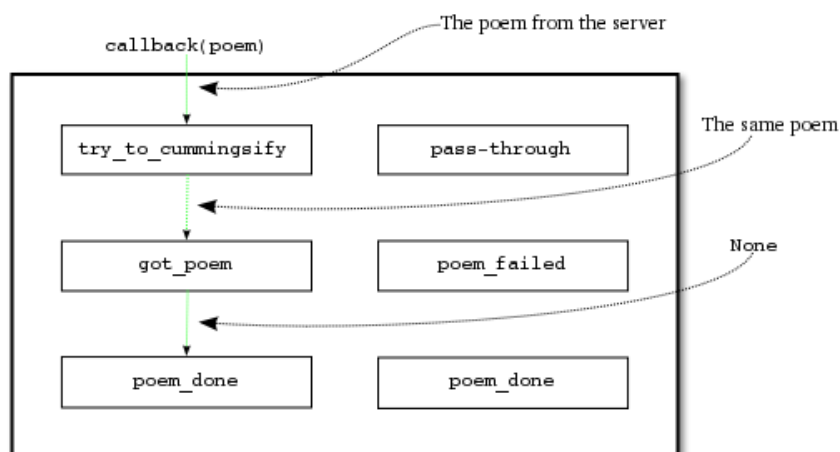 The poem from the server
callback(poem)
The same poem
try_to_cummingsify
pass-through
None
got_poem
poem_failed
poem_done
poem_done